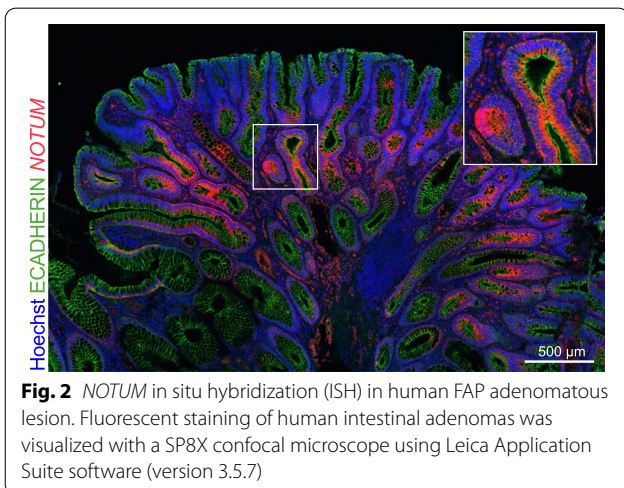 Hoechst ECADHERIN NOTUM
500 µm
Fig. 2 NOTUM in situ hybridization (ISH) in human FAP adenomatous
lesion. Fluorescent staining of human intestinal adenomas was
visualized with a SP8X confocal microscope using Leica Application
Suite software (version 3.5.7)